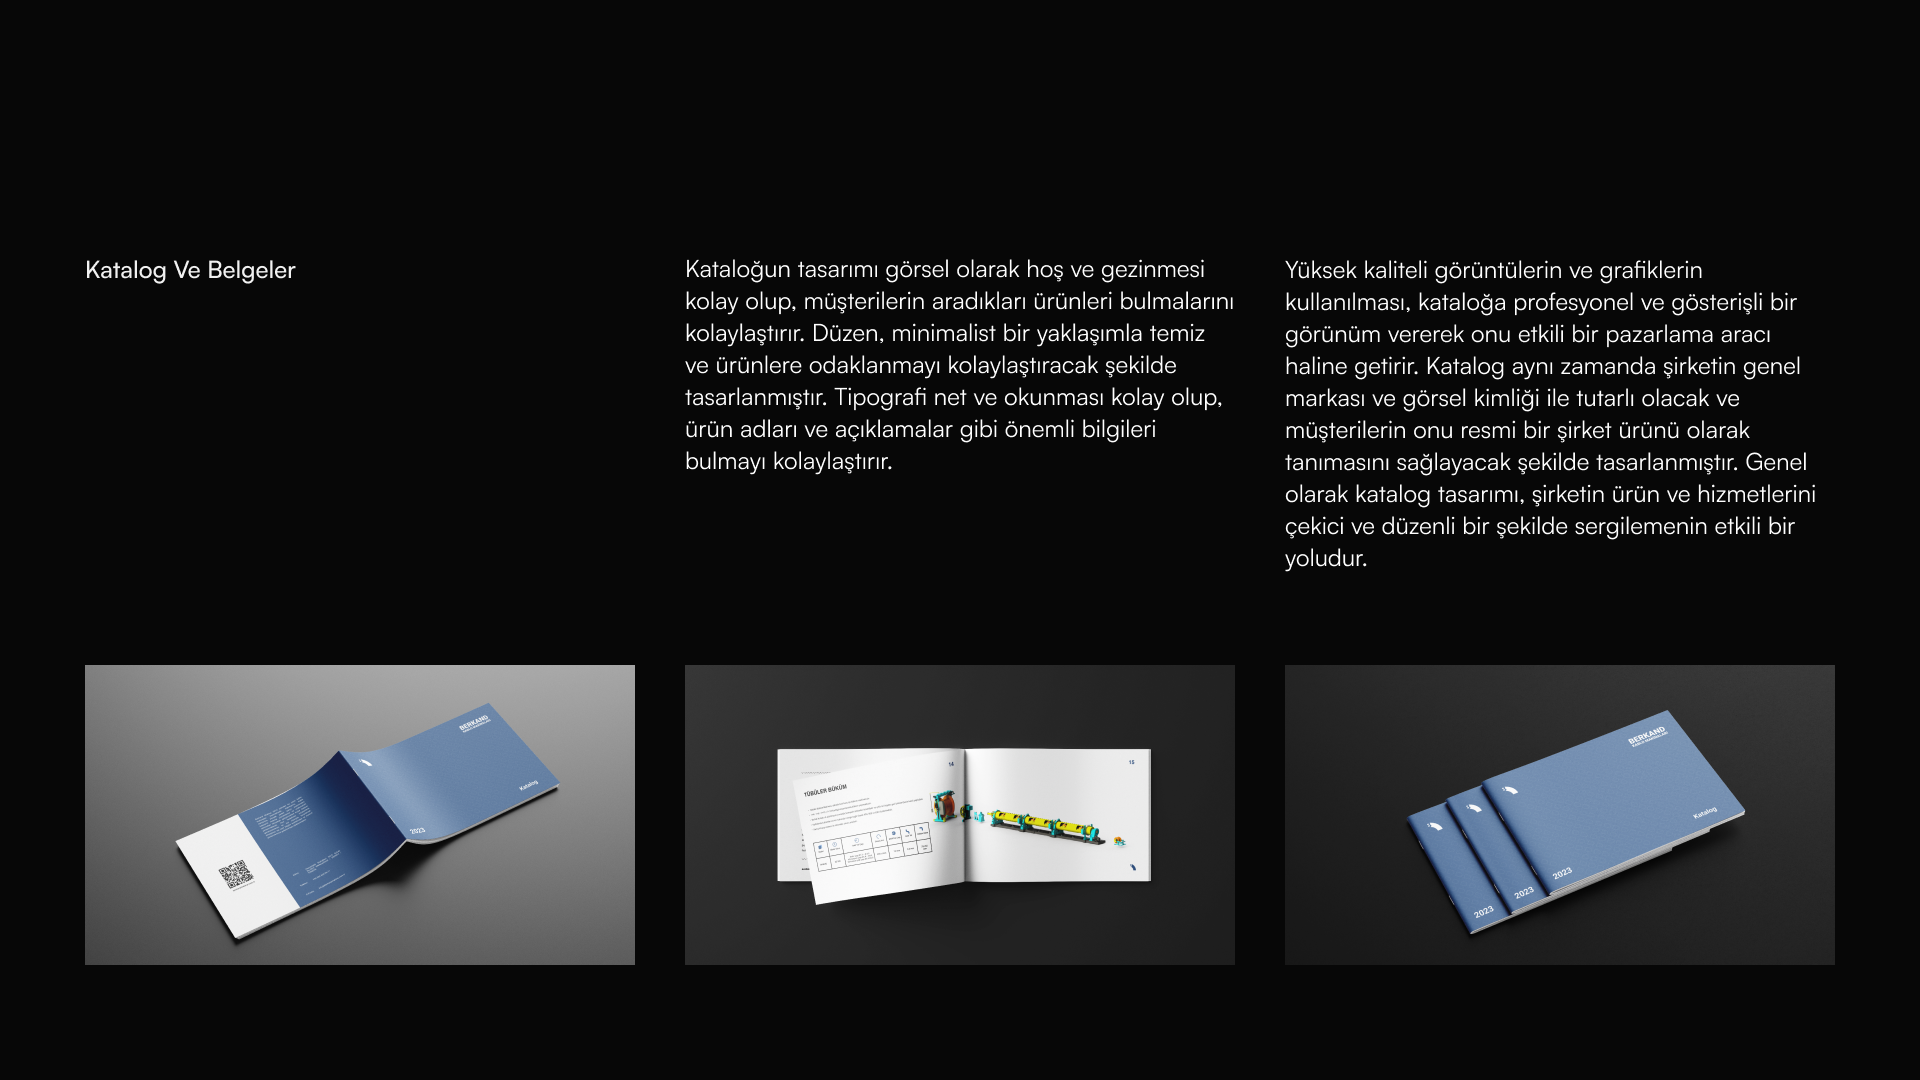 Katalog Ve Belgeler
Kataloğun tasarımı görsel olarak hoş ve gezinmesi
kolay olup, müşterilerin aradıkları ürünleri bulmalarını
kolaylaştırır. Düzen, minimalist bir yaklaşımla temiz
ve ürünlere odaklanmayı kolaylaştıracak şekilde
tasarlanmıştır. Tipografi net ve okunması kolay olup,
ürün adları ve açıklamalar gibi önemli bilgileri
bulmayı kolaylaştırır.
Yüksek kaliteli görüntülerin ve grafiklerin
kullanılması, kataloğa profesyonel ve gösterişli bir
görünüm vererek onu etkili bir pazarlama aracı
haline getirir. Katalog aynı zamanda şirketin genel
markası ve görsel kimliği ile tutarlı olacak ve
müşterilerin onu resmi bir şirket ürünü olarak
tanımasını sağlayacak şekilde tasarlanmıştır. Genel
olarak katalog tasarımı, şirketin ürün ve hizmetlerini
çekici ve düzenli bir şekilde sergilemenin etkili bir
yoludur.
BERKAND
Katalog
2023
14
TÜBÜLER BÜKÜM
15
BERKAND
Katalog
2023
2023
2023